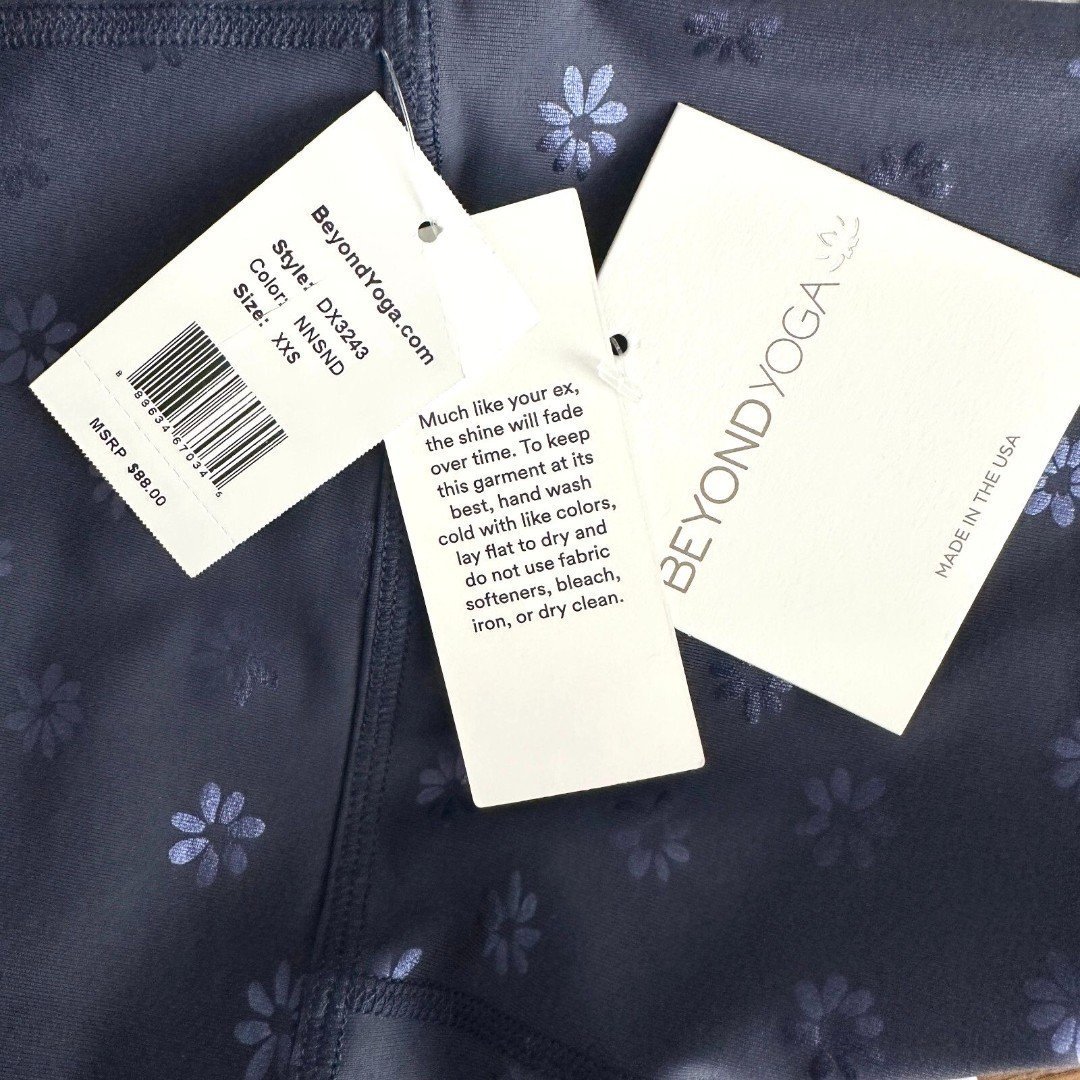 BeyondYoga.com
Style: DX3243
Color: NNSND
Size: XXS
MSRP $88.00
Much like your ex,
the shine will fade
over time. To keep
this garment at its
best, hand wash
cold with like colors,
lay flat to dry and
do not use fabric
softeners, bleach,
iron, or dry clean.
BEYOND YOGA
MADE IN THE USA